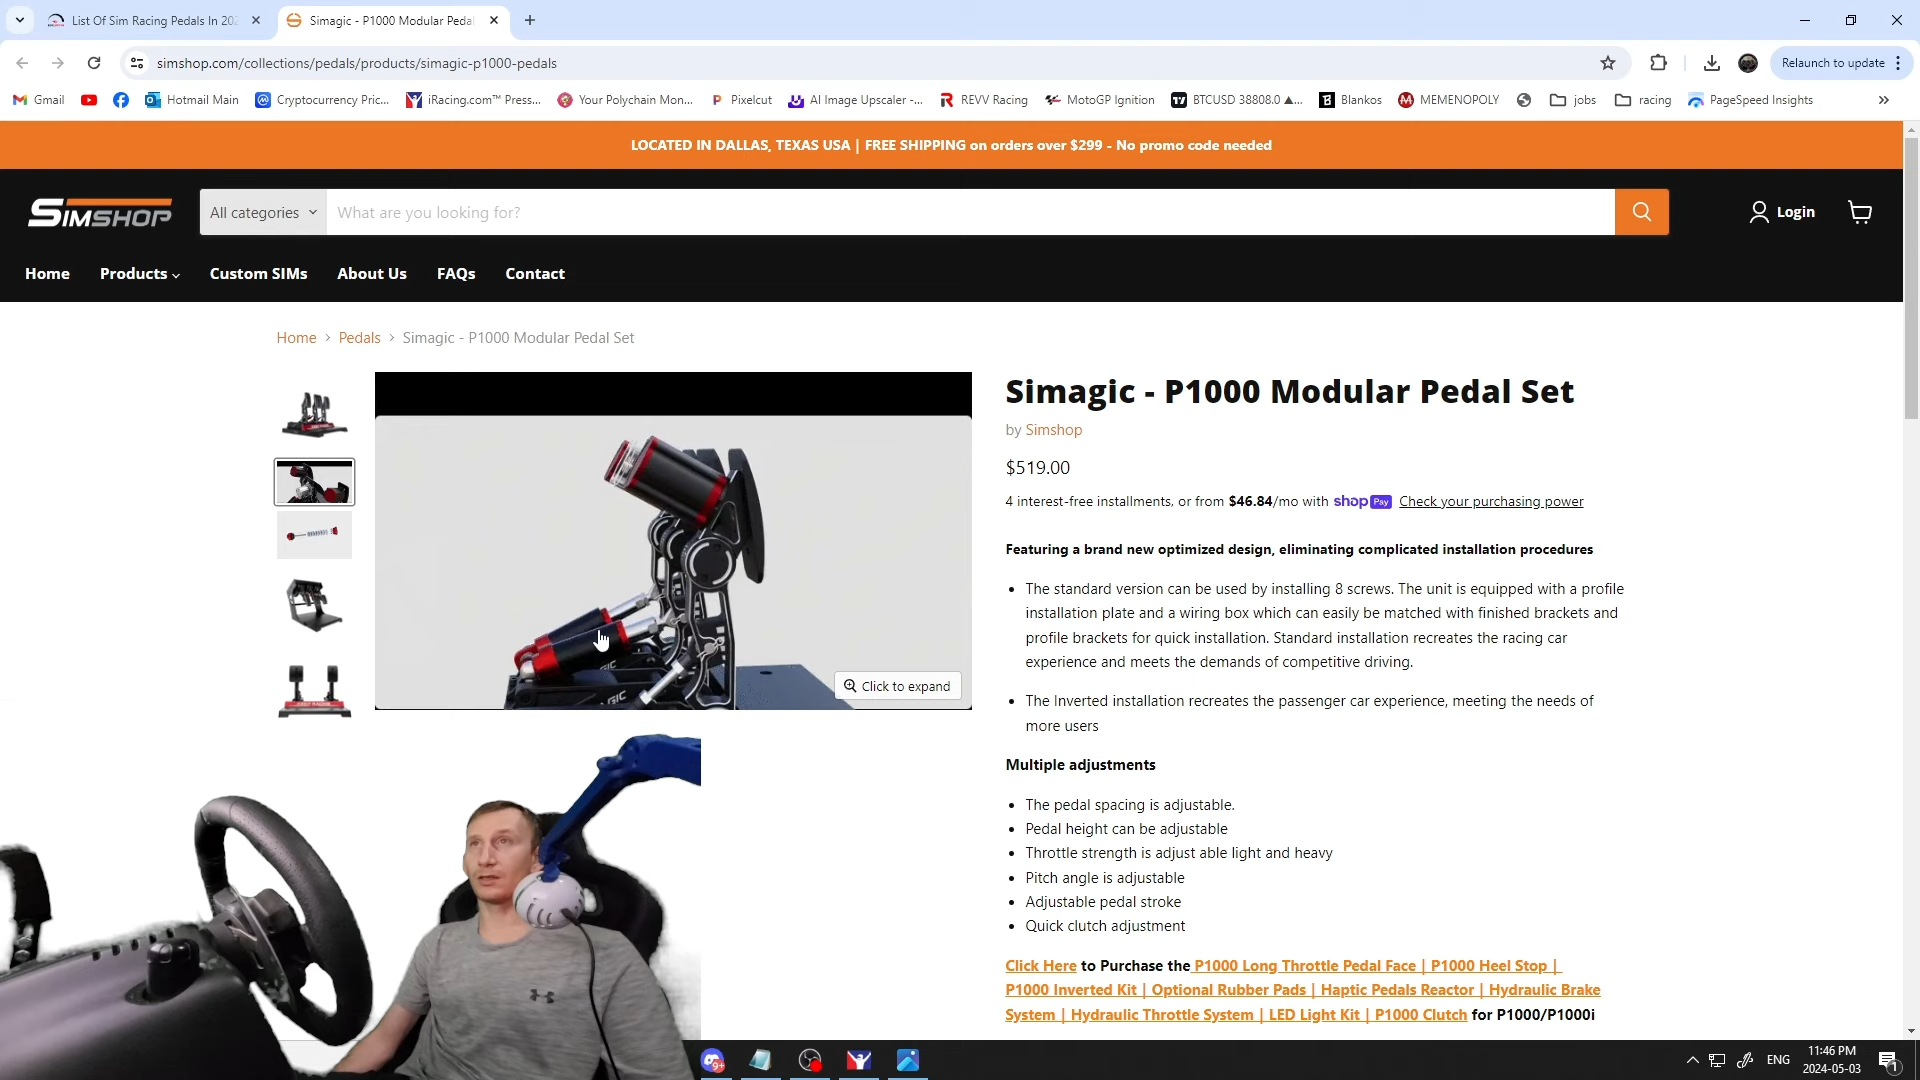 List Of Sim Racing Pedals In 202
Simagic - P1000 Modular Pedal
simshop.com/collections/pedals/products/simagic-p1000-pedals
Relaunch to update
Gmail
Hotmail Main
Cryptocurrency Pric...
iRacing.com™ Press...
Your Polychain Mon...
Pixelcut
AI Image Upscaler -...
REVV Racing
MotoGP Ignition
BTCUSD 38808.0 ▲...
Blankos
MEMENOPOLY
jobs
racing
PageSpeed Insights
LOCATED IN DALLAS, TEXAS USA | FREE SHIPPING on orders over $299 - No promo code needed
SIMSHOP
All categories
What are you looking for?
Login
Home
Products
Custom SIMs
About Us
FAQs
Contact
Home > Pedals > Simagic - P1000 Modular Pedal Set
Click to expand
Simagic - P1000 Modular Pedal Set
by Simshop
$519.00
4 interest-free installments, or from $46.84/mo with shop Pay Check your purchasing power
Featuring a brand new optimized design, eliminating complicated installation procedures
• The standard version can be used by installing 8 screws. The unit is equipped with a profile
installation plate and a wiring box which can easily be matched with finished brackets and
profile brackets for quick installation. Standard installation recreates the racing car
experience and meets the demands of competitive driving.
• The Inverted installation recreates the passenger car experience, meeting the needs of
more users
Multiple adjustments
• The pedal spacing is adjustable.
• Pedal height can be adjustable
• Throttle strength is adjust able light and heavy
• Pitch angle is adjustable
• Adjustable pedal stroke
• Quick clutch adjustment
Click Here to Purchase the P1000 Long Throttle Pedal Face | P1000 Heel Stop |
P1000 Inverted Kit | Optional Rubber Pads | Haptic Pedals Reactor | Hydraulic Brake
System | Hydraulic Throttle System | LED Light Kit | P1000 Clutch for P1000/P1000i
9+
ENG
11:46 PM
2024-05-03
1